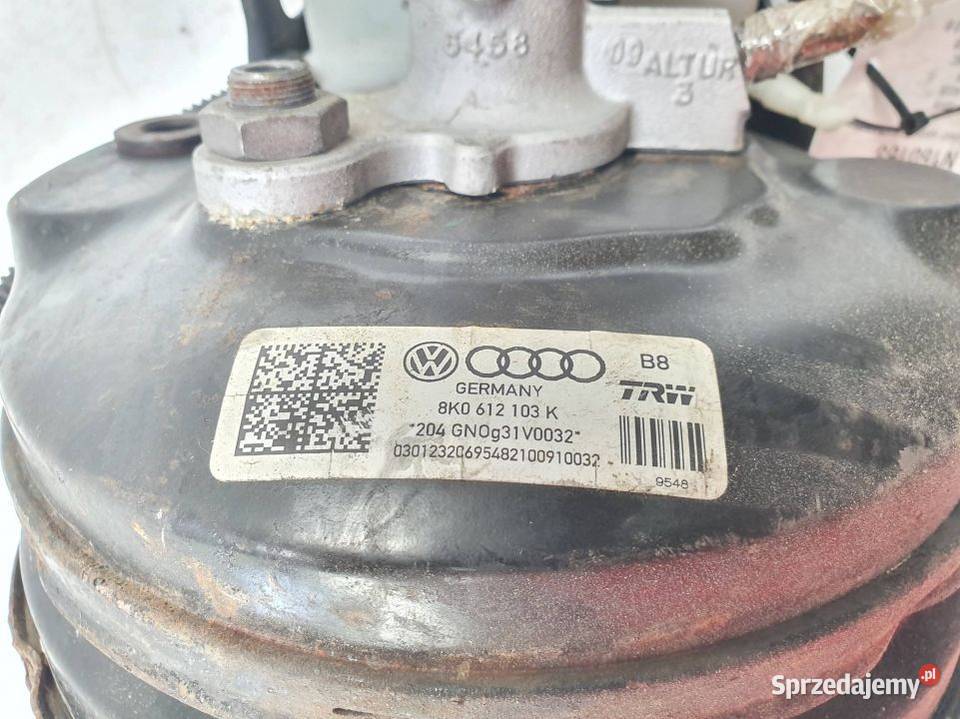 5458
09 ALTUR
3
B8
GERMANY
TRW
8K0 612 103 K
*204 GNOg31V0032*
03012320695482100910032
9548
Sprzedajemy.pl